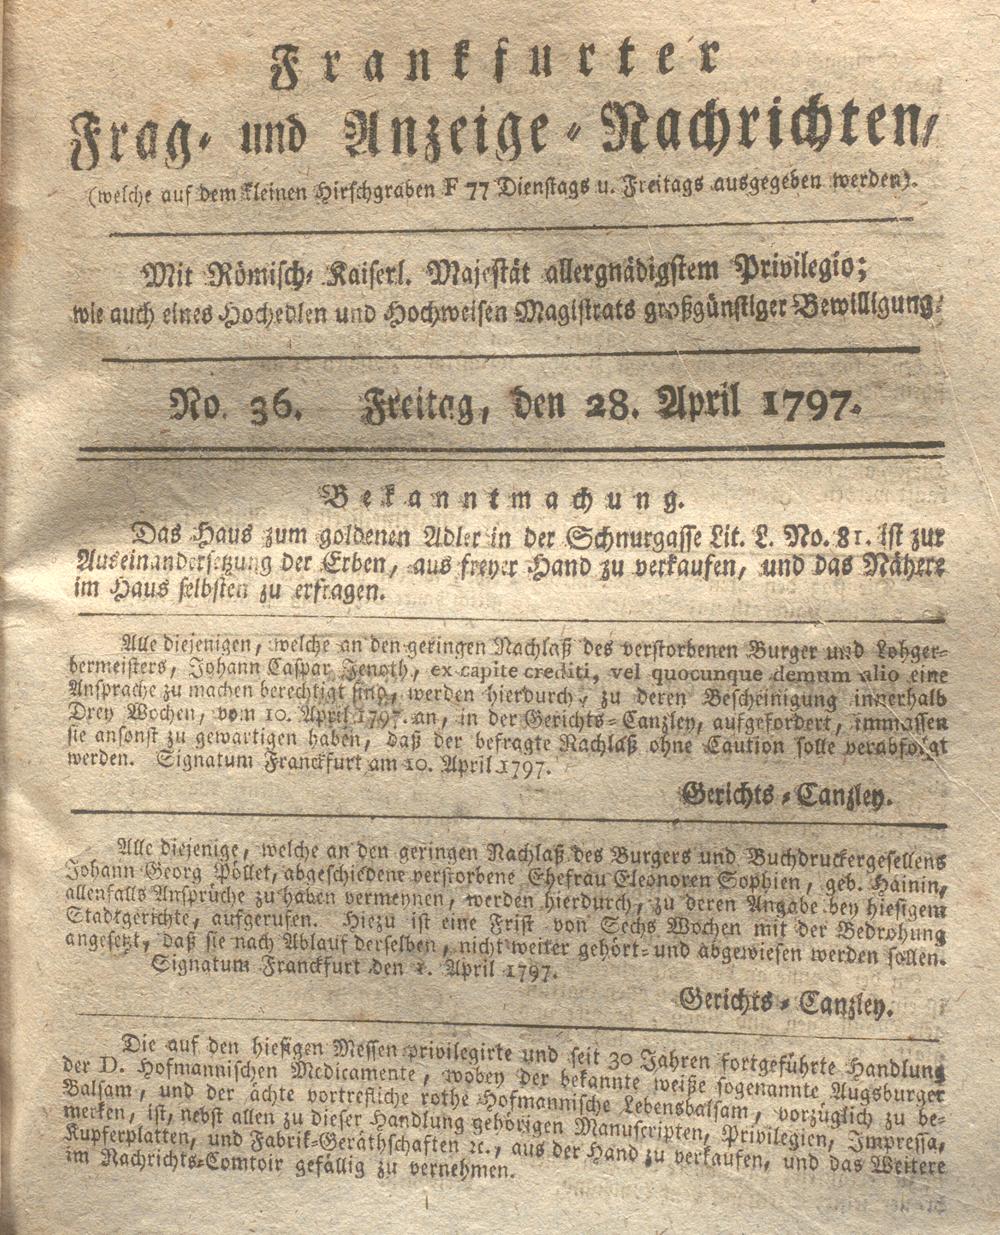 Frankfurter
Frag- und Anzeige-Nachrichten,
(welche auf dem kleinen Hirschgraben F 77 Dienstags u. Freitags ausgegeben werden).
Mit Römisch-Kaiserl. Majestät allergnädigstem Privilegio;
wie auch eines Hochedlen und Hochweisen Magistrats großgünstiger Bewilligung.
No. 36. Freitag, den 28. April 1797.
Bekanntmachung.
Das Haus zum goldenen Adler in der Schnurgasse Lit. L. No. 81. ist zur
Auseinandersetzung der Erben, aus freyer Hand zu verkaufen, und das Nähere
im Haus selbsten zu erfragen.
Alle diejenigen, welche an den geringen Nachlaß des verstorbenen Burger und Lohger-
bermeisters, Johann Caspar Jenoth, ex capite crediti, vel quocunque demum alio eine
Ansprache zu machen berechtigt sind, werden hierdurch, zu deren Bescheinigung innerhalb
Drey Wochen, vom 10. April 1797. an, in der Gerichts-Canzley, aufgefordert, immassen
sie ansonst zu gewartigen haben, daß der befragte Nachlaß ohne Caution solle verabfolgt
werden. Signatum Franckfurt am 10. April 1797.
Gerichts-Canzley.
Alle diejenige, welche an den geringen Nachlaß des Burgers und Buchdruckergesellens
Johann Georg Pöllet, abgeschiedene verstorbene Ehefrau Eleonoren Sophien, geb. Hainin,
allenfalls Ansprüche zu haben vermeynen, werden hierdurch, zu deren Angabe bey hiesigem
Stadtgerichte, aufgerufen. Hiezu ist eine Frist von Sechs Wochen mit der Bedrohung
angesetzt, daß sie nach Ablauf derselben, nicht weiter gehört- und abgewiesen werden sollen.
Signatum Franckfurt den April 1797.
Gerichts-Canzley.
Die auf den hiesigen Messen privilegirte und seit 30 Jahren fortgeführte Handlung
der D. Hofmannischen Medicamente, wobey der bekannte weiße sogenannte Augsburger
Balsam, und der ächte vortrefliche rothe Hofmannische Lebensbalsam, vorzüglich zu be-
merken, ist, nebst allen zu dieser Handlung gehörigen Manuscripten, Privilegien, Impressa,
Kupferplatten, und Fabrik-Geräthschaften ꝛc., aus der Hand zu verkaufen, und das Weitere
im Nachrichts-Comtoir gefällig zu vernehmen.